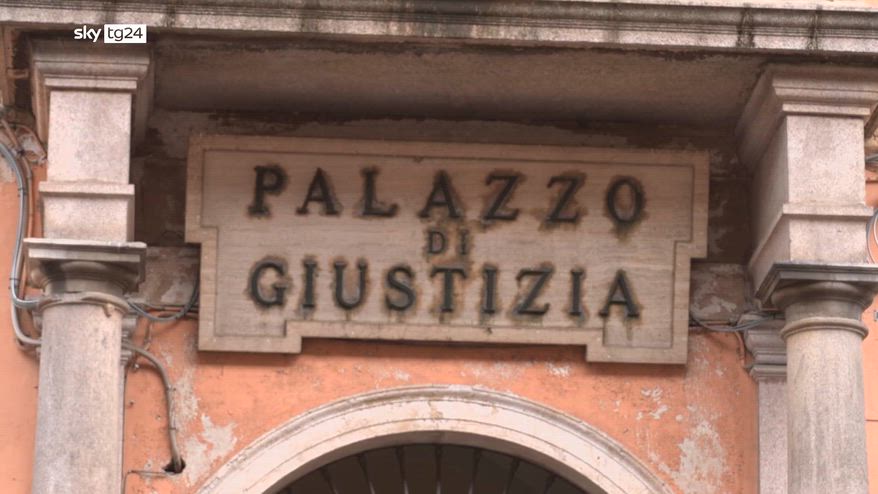 sky tg24
PALAZZO
DI
GIUSTIZIA